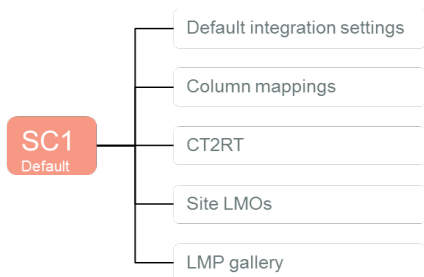 Default integration settings
Column mappings
SC1
Default
CT2RT
Site LMOs
LMP gallery